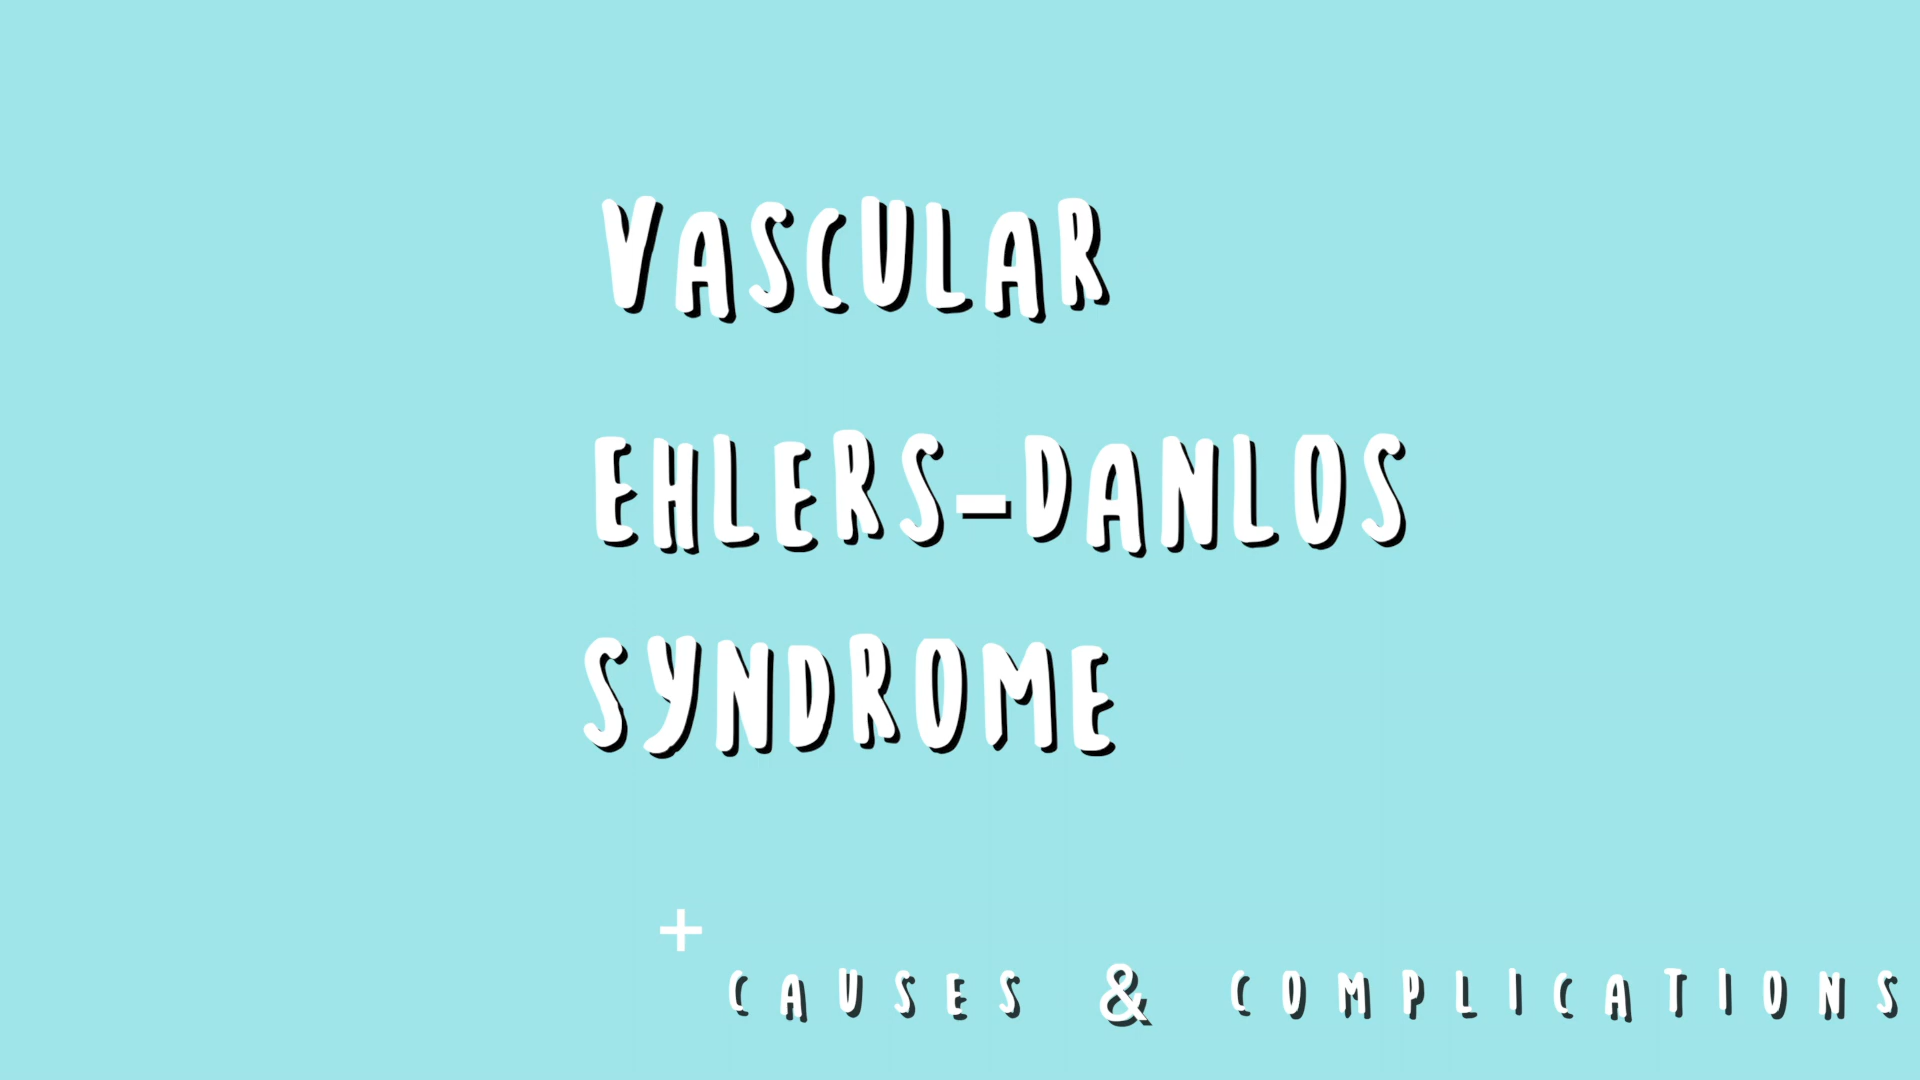 VASCULAR
EHLERS-DANLOS
SYNDROME
+
CAUSES & COMPLICATIONS